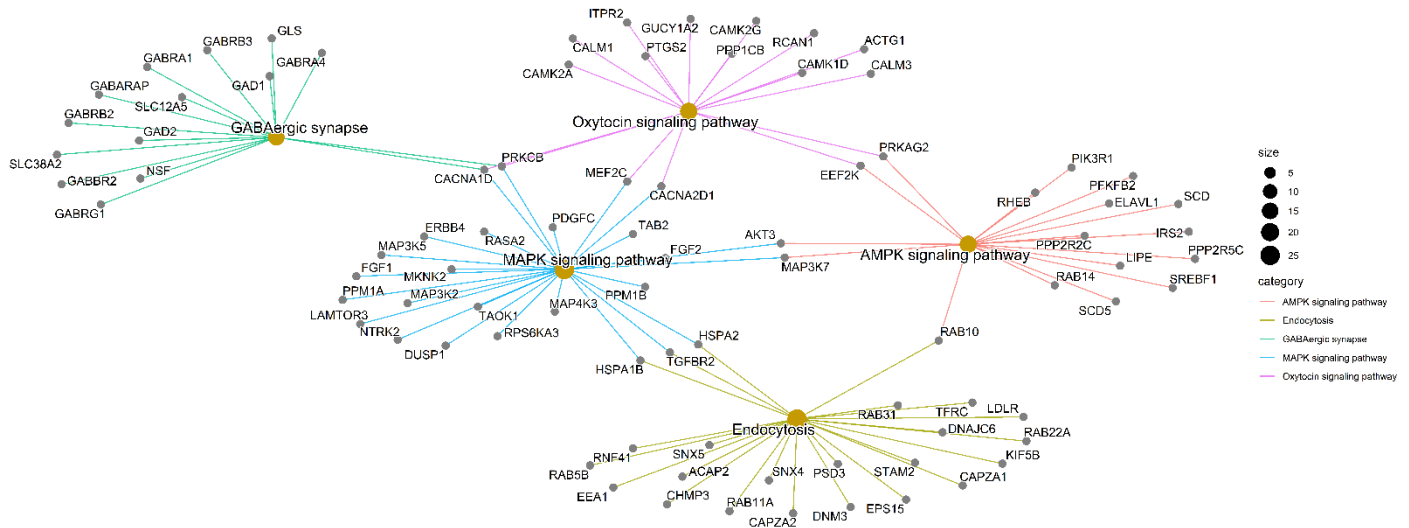 ITPR2
GUCY1A2
CAMK2G
GLS
GABRB3
CALM1
PTGS2
PPP1CB
RCAN1
ACTG1
GABRA1
GABRA4
CAMK2A
CAMK1D
CALM3
GABARAP
GAD1
SLC12A5
GABRB2
GABAergic synapse
Oxytocin signaling pathway
GAD2
SLC38A2
NSF
GABBR2
GABRG1
PRKCB
CACNA1D
MEF2C
CACNA2D1
PRKAG2
EEF2K
PIK3R1
PFKFB2
RHEB
ELAVL1
SCD
size
5
10
15
20
25
ERBB4
PDGFC
TAB2
RASA2
MAP3K5
FGF2
AKT3
MAP3K7
AMPK signaling pathway
PPP2R2C
IRS2
PPP2R5C
LIPE
RAB14
SREBF1
SCD5
MAPK signaling pathway
FGF1
MKNK2
PPM1A
MAP3K2
PPM1B
MAP4K3
LAMTOR3
TAOK1
NTRK2
RPS6KA3
DUSP1
HSPA2
TGFBR2
HSPA1B
RAB10
category
AMPK signaling pathway
Endocytosis
GABAergic synapse
MAPK signaling pathway
Oxytocin signaling pathway
Endocytosis
RAB31
TFRC
LDLR
DNAJC6
RAB22A
KIF5B
CAPZA1
STAM2
EPS15
PSD3
DNM3
SNX4
CAPZA2
RAB11A
ACAP2
CHMP3
SNX5
RNF41
RAB5B
EEA1